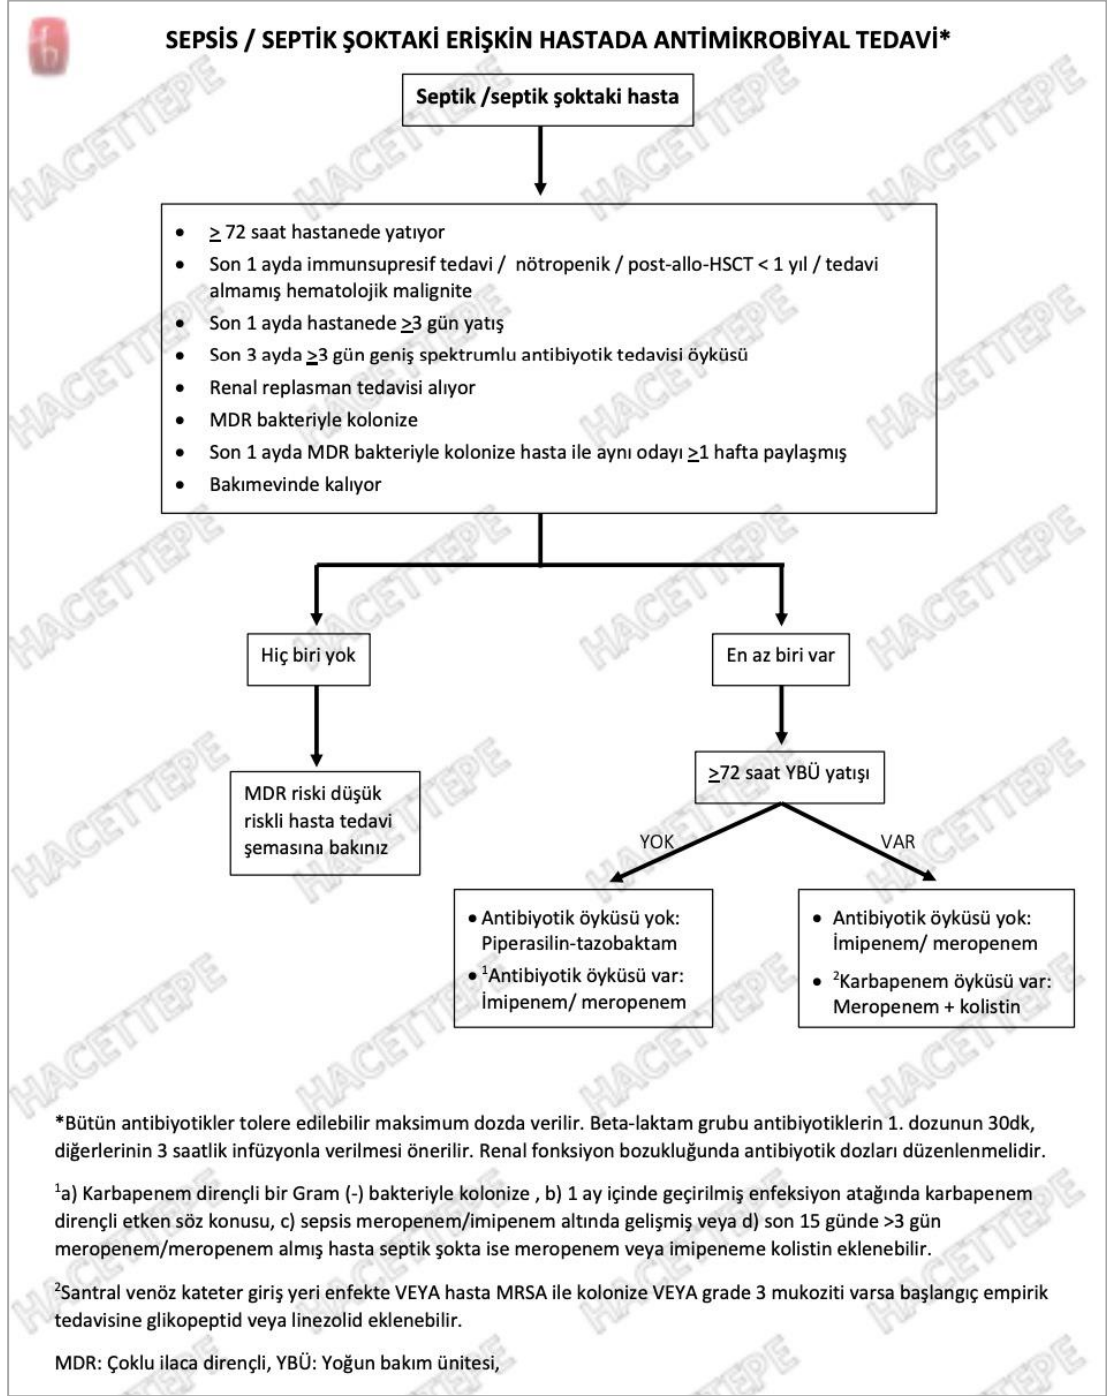 SEPSİS / SEPTİK ŞOKTAKİ ERİŞKİN HASTADA ANTİMİKROBİYAL TEDAVİ*
Septik /septik şoktaki hasta
• ≥ 72 saat hastanede yatıyor
• Son 1 ayda immunsupresif tedavi / nötropenik / post-allo-HSCT < 1 yıl / tedavi
almamış hematolojik malignite
• Son 1 ayda hastanede ≥3 gün yatış
• Son 3 ayda ≥3 gün geniş spektrumlu antibiyotik tedavisi öyküsü
• Renal replasman tedavisi alıyor
• MDR bakteriyle kolonize
• Son 1 ayda MDR bakteriyle kolonize hasta ile aynı odayı ≥1 hafta paylaşmış
• Bakımevinde kalıyor
Hiç biri yok
En az biri var
MDR riski düşük
riskli hasta tedavi
şemasına bakınız
≥72 saat YBÜ yatışı
YOK
VAR
• Antibiyotik öyküsü yok:
Piperasilin-tazobaktam
• ¹Antibiyotik öyküsü var:
İmipenem/ meropenem
• Antibiyotik öyküsü yok:
İmipenem/ meropenem
• ²Karbapenem öyküsü var:
Meropenem + kolistin
*Bütün antibiyotikler tolere edilebilir maksimum dozda verilir. Beta-laktam grubu antibiyotiklerin 1. dozunun 30dk,
diğerlerinin 3 saatlik infüzyonla verilmesi önerilir. Renal fonksiyon bozukluğunda antibiyotik dozları düzenlenmelidir.
¹a) Karbapenem dirençli bir Gram (-) bakteriyle kolonize , b) 1 ay içinde geçirilmiş enfeksiyon atağında karbapenem
dirençli etken söz konusu, c) sepsis meropenem/imipenem altında gelişmiş veya d) son 15 günde >3 gün
meropenem/meropenem almış hasta septik şokta ise meropenem veya imipeneme kolistin eklenebilir.
²Santral venöz kateter giriş yeri enfekte VEYA hasta MRSA ile kolonize VEYA grade 3 mukoziti varsa başlangıç empirik
tedavisine glikopeptid veya linezolid eklenebilir.
MDR: Çoklu ilaca dirençli, YBÜ: Yoğun bakım ünitesi,
HACETTEPE